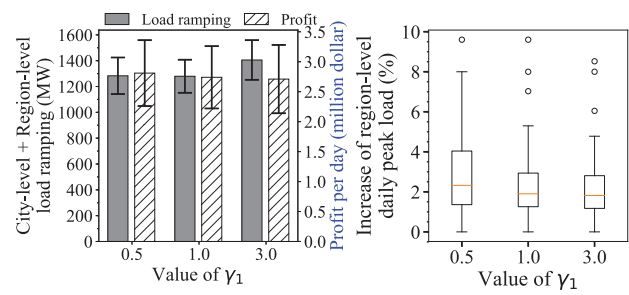 Load ramping Profit
City-level + Region-level
load ramping (MW)
1600
1400
1200
1000
800
600
400
200
0
0.5 1.0 3.0
Value of γ1
3.5
3.0
2.5
2.0
1.5
1.0
0.5
0.0
Profit per day (million dollar)
Increase of region-level
daily peak load (%)
10
8
6
4
2
0
0.5 1.0 3.0
Value of γ1